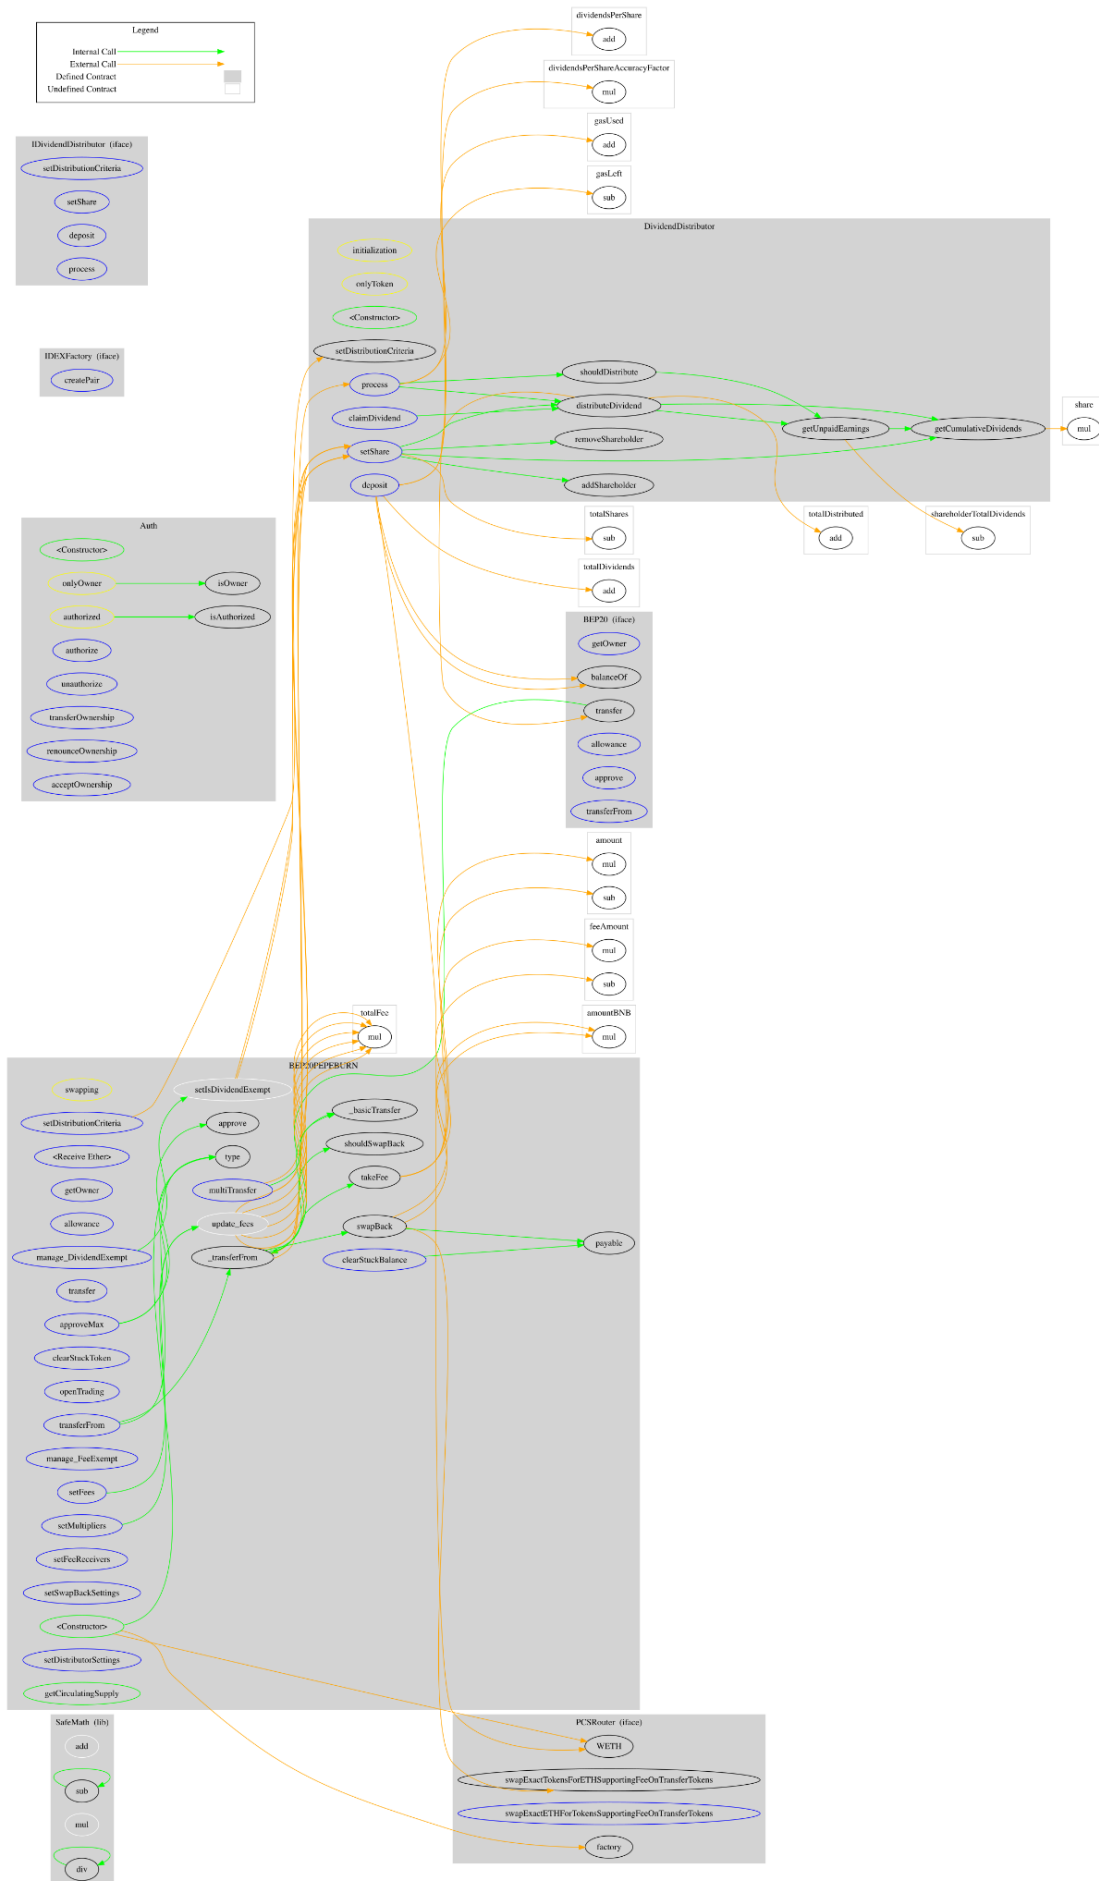 Legend
Internal Call
External Call
Defined Contract
Undefined Contract
IDividendDistributor (iface)
setDistributionCriteria
setShare
deposit
process
IDEXFactory (iface)
createPair
dividendsPerShare
add
dividendsPerShareAccuracyFactor
mul
gasUsed
add
gasLeft
sub
DividendDistributor
initialization
onlyToken
<Constructor>
setDistributionCriteria
process
claimDividend
setShare
deposit
shouldDistribute
distributeDividend
removeShareholder
addShareholder
getUnpaidEarnings
getCumulativeDividends
share
mul
totalShares
sub
totalDistributed
add
shareholderTotalDividends
sub
totalDividends
add
Auth
<Constructor>
onlyOwner
isOwner
authorized
isAuthorized
authorize
unauthorize
transferOwnership
renounceOwnership
acceptOwnership
BEP20 (iface)
getOwner
balanceOf
transfer
allowance
approve
transferFrom
amount
mul
sub
feeAmount
mul
sub
amountBNB
mul
totalFee
mul
BEP20PEPEBURN
swapping
setDistributionCriteria
<Receive Ether>
getOwner
allowance
manage_DividendExempt
transfer
approveMax
clearStuckToken
openTrading
transferFrom
manage_FeeExempt
setFees
setMultipliers
setFeeReceivers
setSwapBackSettings
<Constructor>
setDistributorSettings
getCirculatingSupply
setIsDividendExempt
approve
type
multiTransfer
update_fees
_transferFrom
_basicTransfer
shouldSwapBack
takeFee
swapBack
clearStuckBalance
payable
SafeMath (lib)
add
sub
mul
div
PCSRouter (iface)
WETH
swapExactTokensForETHSupportingFeeOnTransferTokens
swapExactETHForTokensSupportingFeeOnTransferTokens
factory